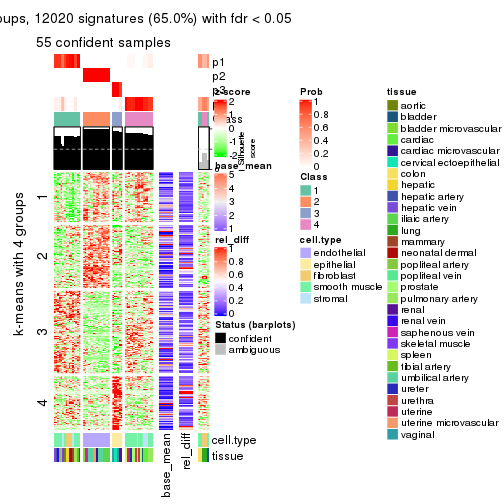 oups, 12020 signatures (65.0%) with fdr < 0.05
55 confident samples
p1
p2
p3
z-score
2
1
0
-1
-2
Silhouette
score
base_mean
5
4
3
2
1
rel_diff
1
0.8
0.6
0.4
0.2
0
Status (barplots)
confident
ambiguous
k-means with 4 groups
1
2
3
4
cell.type
tissue
base_mean
rel_diff
Prob
1
0.8
0.6
0.4
0.2
0
Class
1
2
3
4
cell.type
endothelial
epithelial
fibroblast
smooth muscle
stromal
tissue
aortic
bladder
bladder microvascular
cardiac
cardiac microvascular
cervical ectoepithelial
colon
hepatic
hepatic artery
hepatic vein
iliac artery
lung
mammary
neonatal dermal
popliteal artery
popliteal vein
prostate
pulmonary artery
renal
renal vein
saphenous vein
skeletal muscle
spleen
tibial artery
umbilical artery
ureter
urethra
uterine
uterine microvascular
vaginal